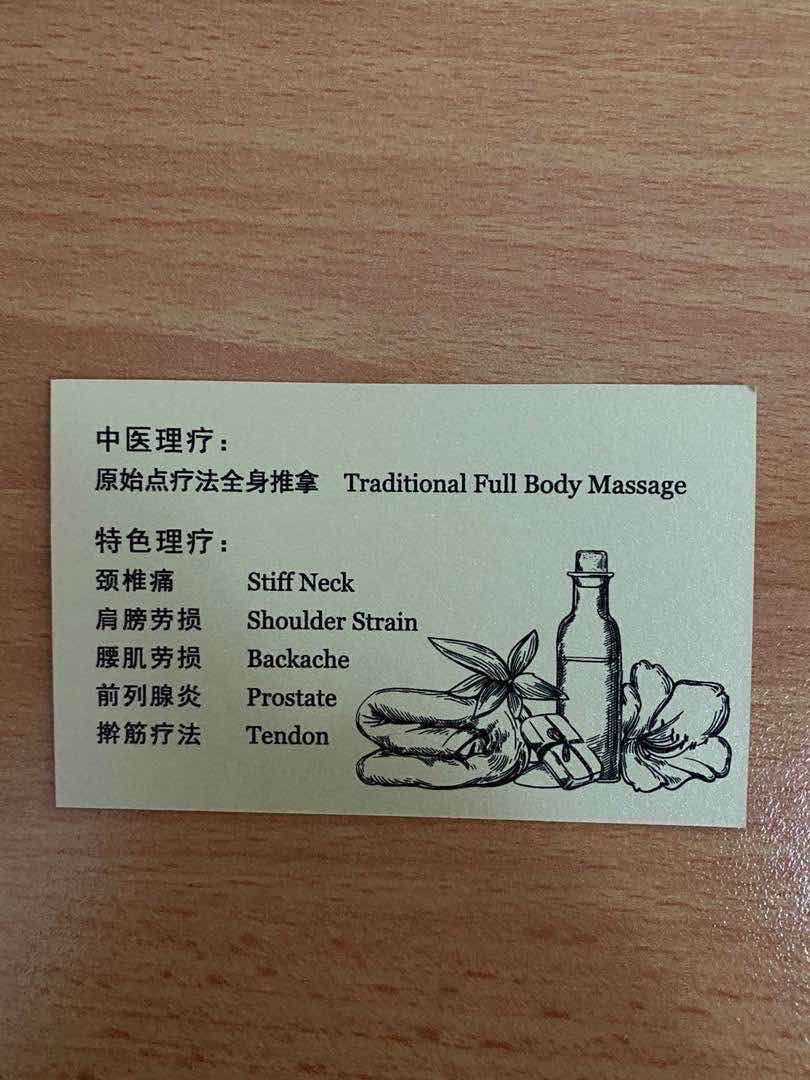 中医理疗：
原始点疗法全身推拿 Traditional Full Body Massage
特色理疗：
颈椎痛 Stiff Neck
肩膀劳损 Shoulder Strain
腰肌劳损 Backache
前列腺炎 Prostate
擀筋疗法 Tendon